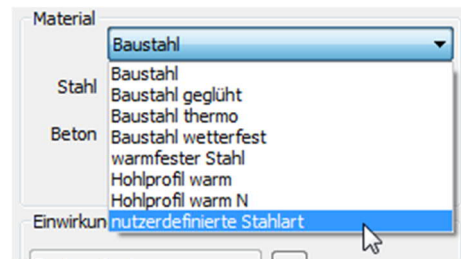 Material
Baustahl
Baustahl
Stahl
Baustahl geglüht
Baustahl thermo
Beton
Baustahl wetterfest
warmfester Stahl
Hohlprofil warm
Hohlprofil warm N
Einwirkun
nutzerdefinierte Stahlart